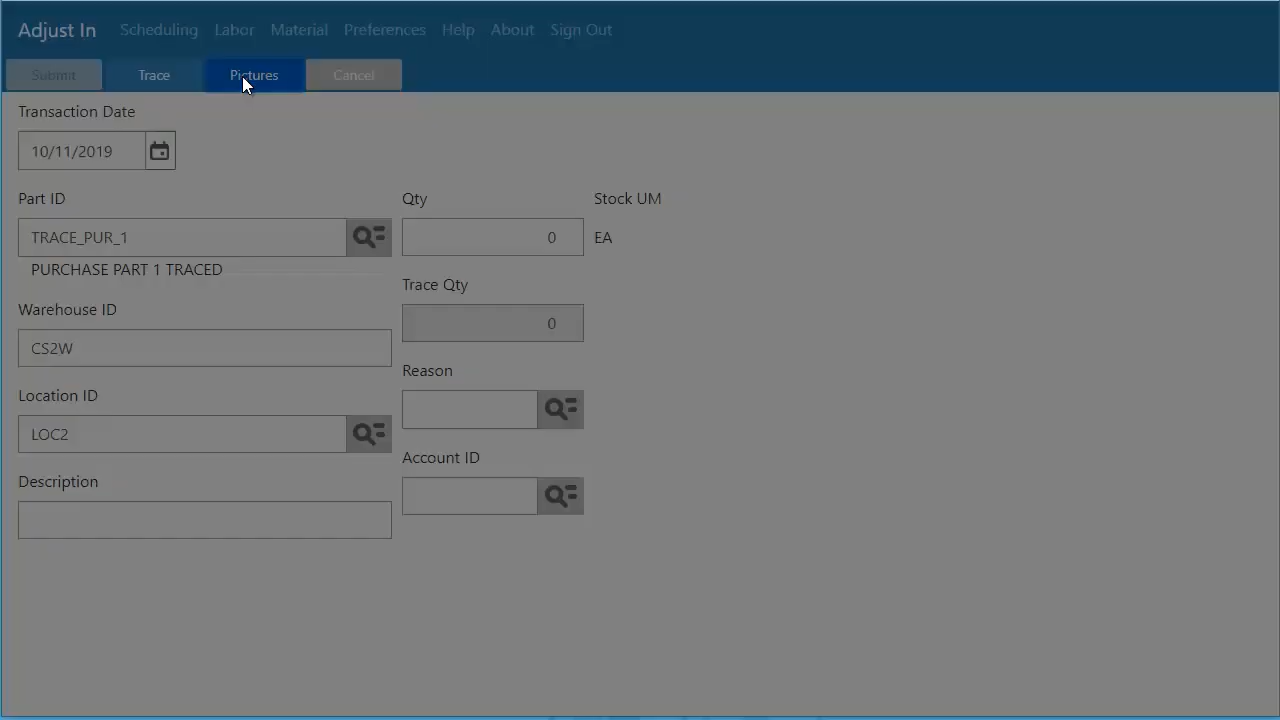 Adjust In Scheduling Labor Material Preferences Help About Sign Out
Submit Trace Pictures Cancel
Transaction Date
10/11/2019
Part ID Qty Stock UM
TRACE_PUR_1 0 EA
PURCHASE PART 1 TRACED
Trace Qty
Warehouse ID
0
CS2W
Reason
Location ID
LOC2
Account ID
Description